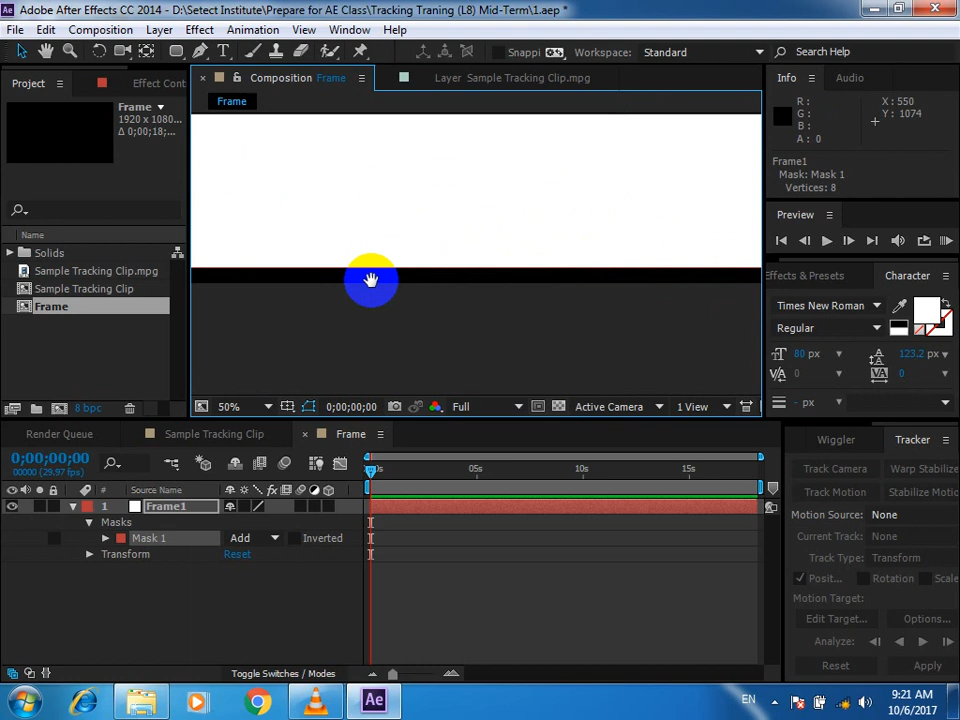 Adobe After Effects CC 2014 - D:\Setect Institute\Prepare for AE Class\Tracking Traning (L8) Mid-Term\1.aep *
File Edit Composition Layer Effect Animation View Window Help
Snappi Workspace: Standard Search Help
Project Effect Cont
Composition Frame Layer Sample Tracking Clip.mpg
Info Audio
Frame
Frame
1920 x 1080...
Δ 0;00;18;...
R :
G :
B :
A : 0
X : 550
Y : 1074
Frame1
Mask: Mask 1
Vertices: 8
Preview
Name
Solids
Sample Tracking Clip.mpg
Sample Tracking Clip
Frame
Effects & Presets Character
Times New Roman
Regular
80 px 123.2 px
0 0
- px
8 bpc
50% 0;00;00;00 Full Active Camera 1 View
Render Queue Sample Tracking Clip Frame
0;00;00;00
00000 (29.97 fps)
05s 10s 15s
# Source Name
1 Frame1
Masks
Mask 1 Add Inverted
Transform Reset
Toggle Switches / Modes
Wiggler Tracker
Track Camera Warp Stabilize
Track Motion Stabilize Motion
Motion Source: None
Current Track: None
Track Type: Transform
Posit... Rotation Scale
Motion Target:
Edit Target... Options...
Analyze:
Reset Apply
EN
9:21 AM
10/6/2017